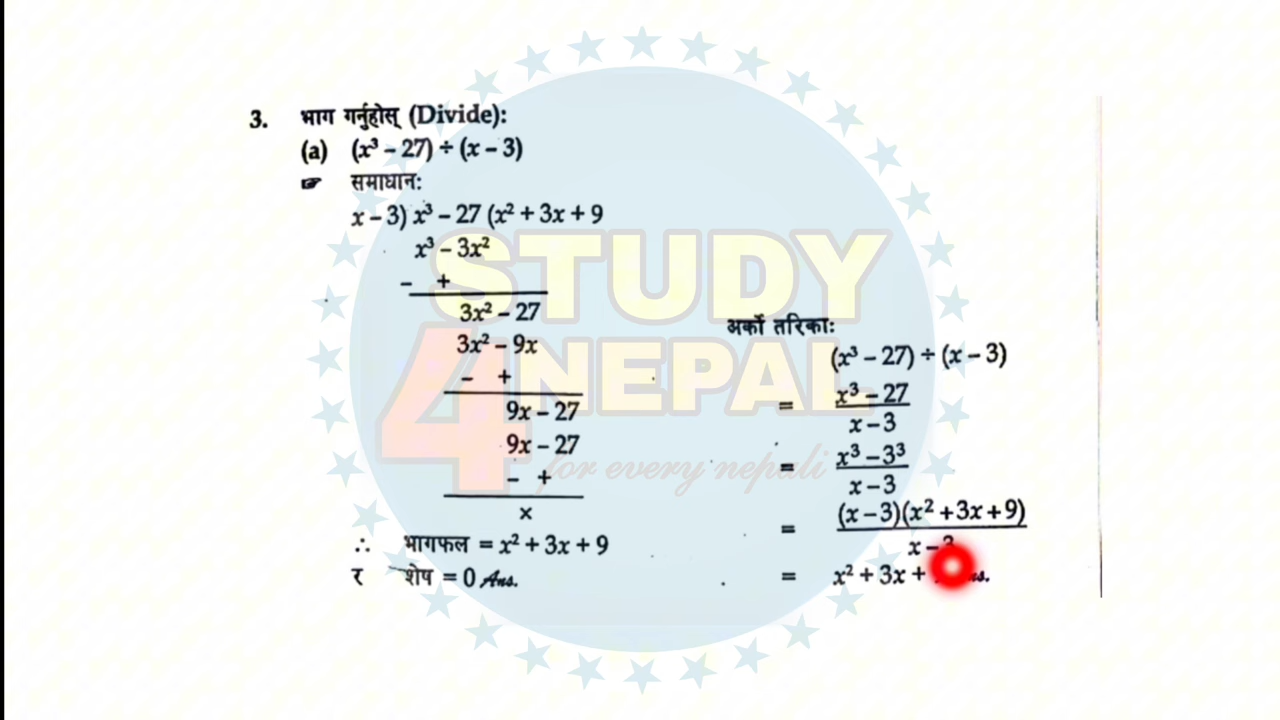 3. भाग गर्नुहोस् (Divide):
(a) (x³ – 27) ÷ (x – 3)
☞ समाधान:
x – 3) x³ – 27 (x² + 3x + 9
x³ – 3x²
– +
3x² – 27
3x² – 9x
– +
9x – 27
9x – 27
– +
x
∴ भागफल = x² + 3x + 9
र शेष = 0 Ans.
अर्को तरिका:
(x³ – 27) ÷ (x – 3)
= x³ – 27
x – 3
= x³ – 3³
x – 3
= (x – 3)(x² + 3x + 9)
x –
= x² + 3x +
STUDY
4 NEPAL
for every nepali